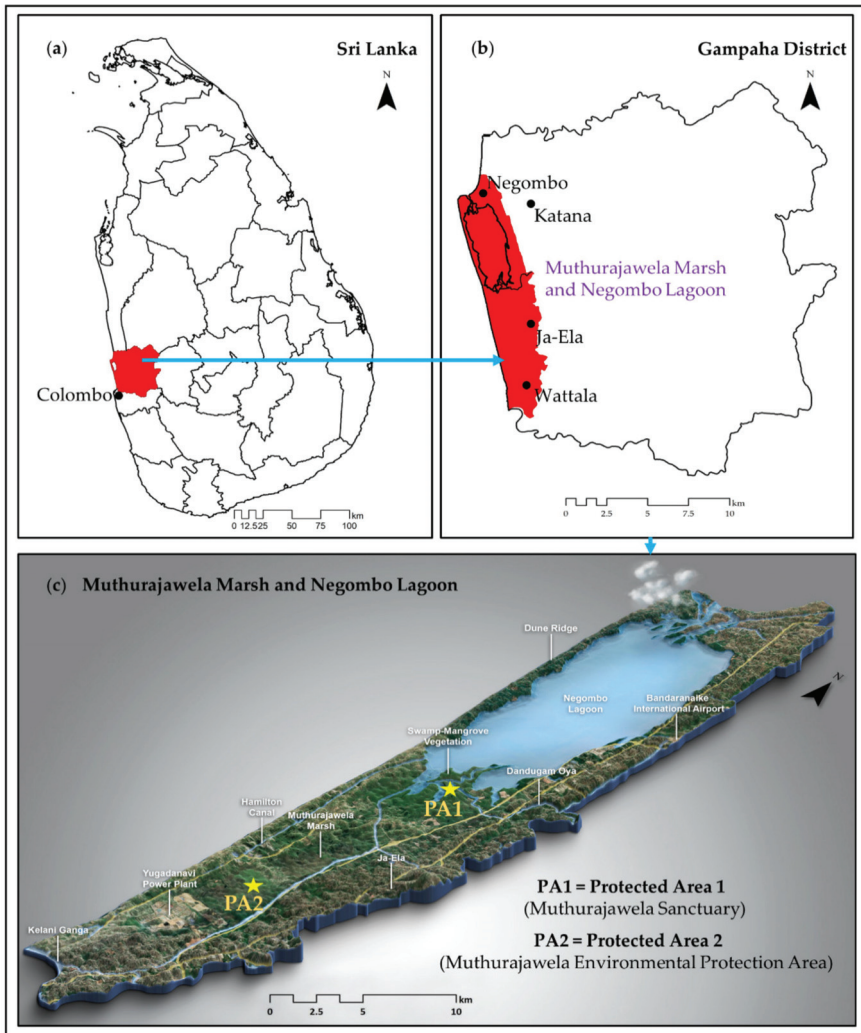 (a) Sri Lanka
N
Colombo
km
0 12.525 50 75 100
(b) Gampaha District
N
Negombo
Katana
Muthurajawela Marsh
and Negombo Lagoon
Ja-Ela
Wattala
km
0 2.5 5 7.5 10
(c) Muthurajawela Marsh and Negombo Lagoon
N
Dune Ridge
Negombo
Lagoon
Bandaranaike
International Airport
Swamp-Mangrove
Vegetation
Dandugam Oya
PA1
Hamilton
Canal
Muthurajawela
Marsh
Ja-Ela
Yugadanavi
Power Plant
PA2
Kelani Ganga
PA1 = Protected Area 1
(Muthurajawela Sanctuary)
PA2 = Protected Area 2
(Muthurajawela Environmental Protection Area)
km
0 2.5 5 10